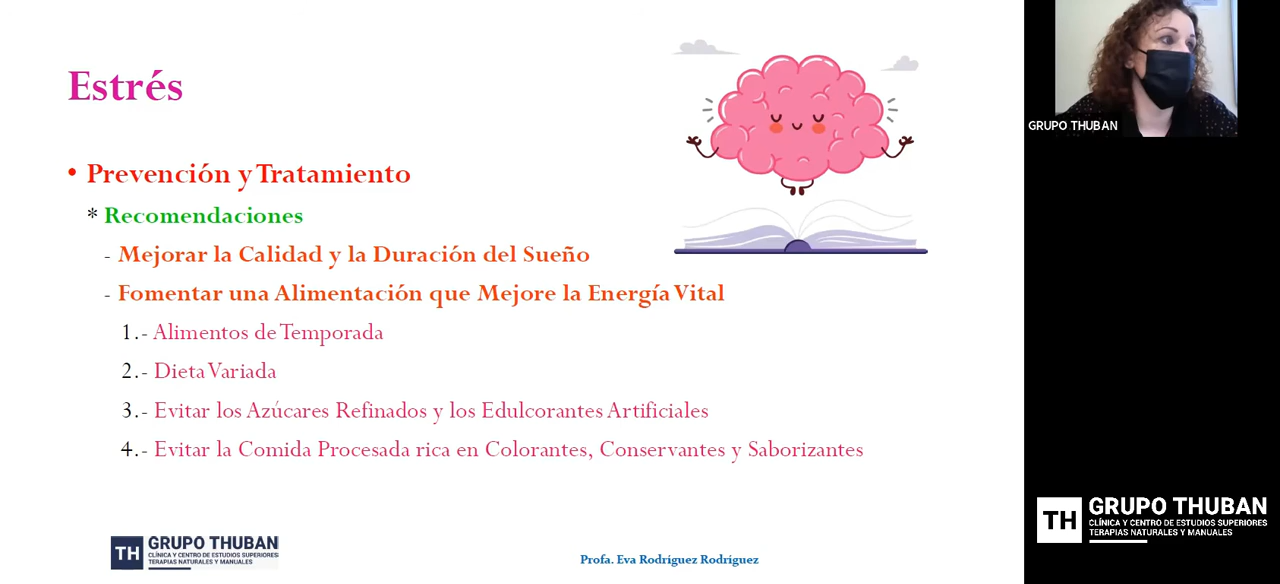 Estrés
• Prevención y Tratamiento
* Recomendaciones
- Mejorar la Calidad y la Duración del Sueño
- Fomentar una Alimentación que Mejore la Energía Vital
1.- Alimentos de Temporada
2.- Dieta Variada
3.- Evitar los Azúcares Refinados y los Edulcorantes Artificiales
4.- Evitar la Comida Procesada rica en Colorantes, Conservantes y Saborizantes
TH GRUPO THUBAN
CLÍNICA Y CENTRO DE ESTUDIOS SUPERIORES
TERAPIAS NATURALES Y MANUALES
Profa. Eva Rodríguez Rodríguez
GRUPO THUBAN
TH GRUPO THUBAN
CLÍNICA Y CENTRO DE ESTUDIOS SUPERIORES
TERAPIAS NATURALES Y MANUALES